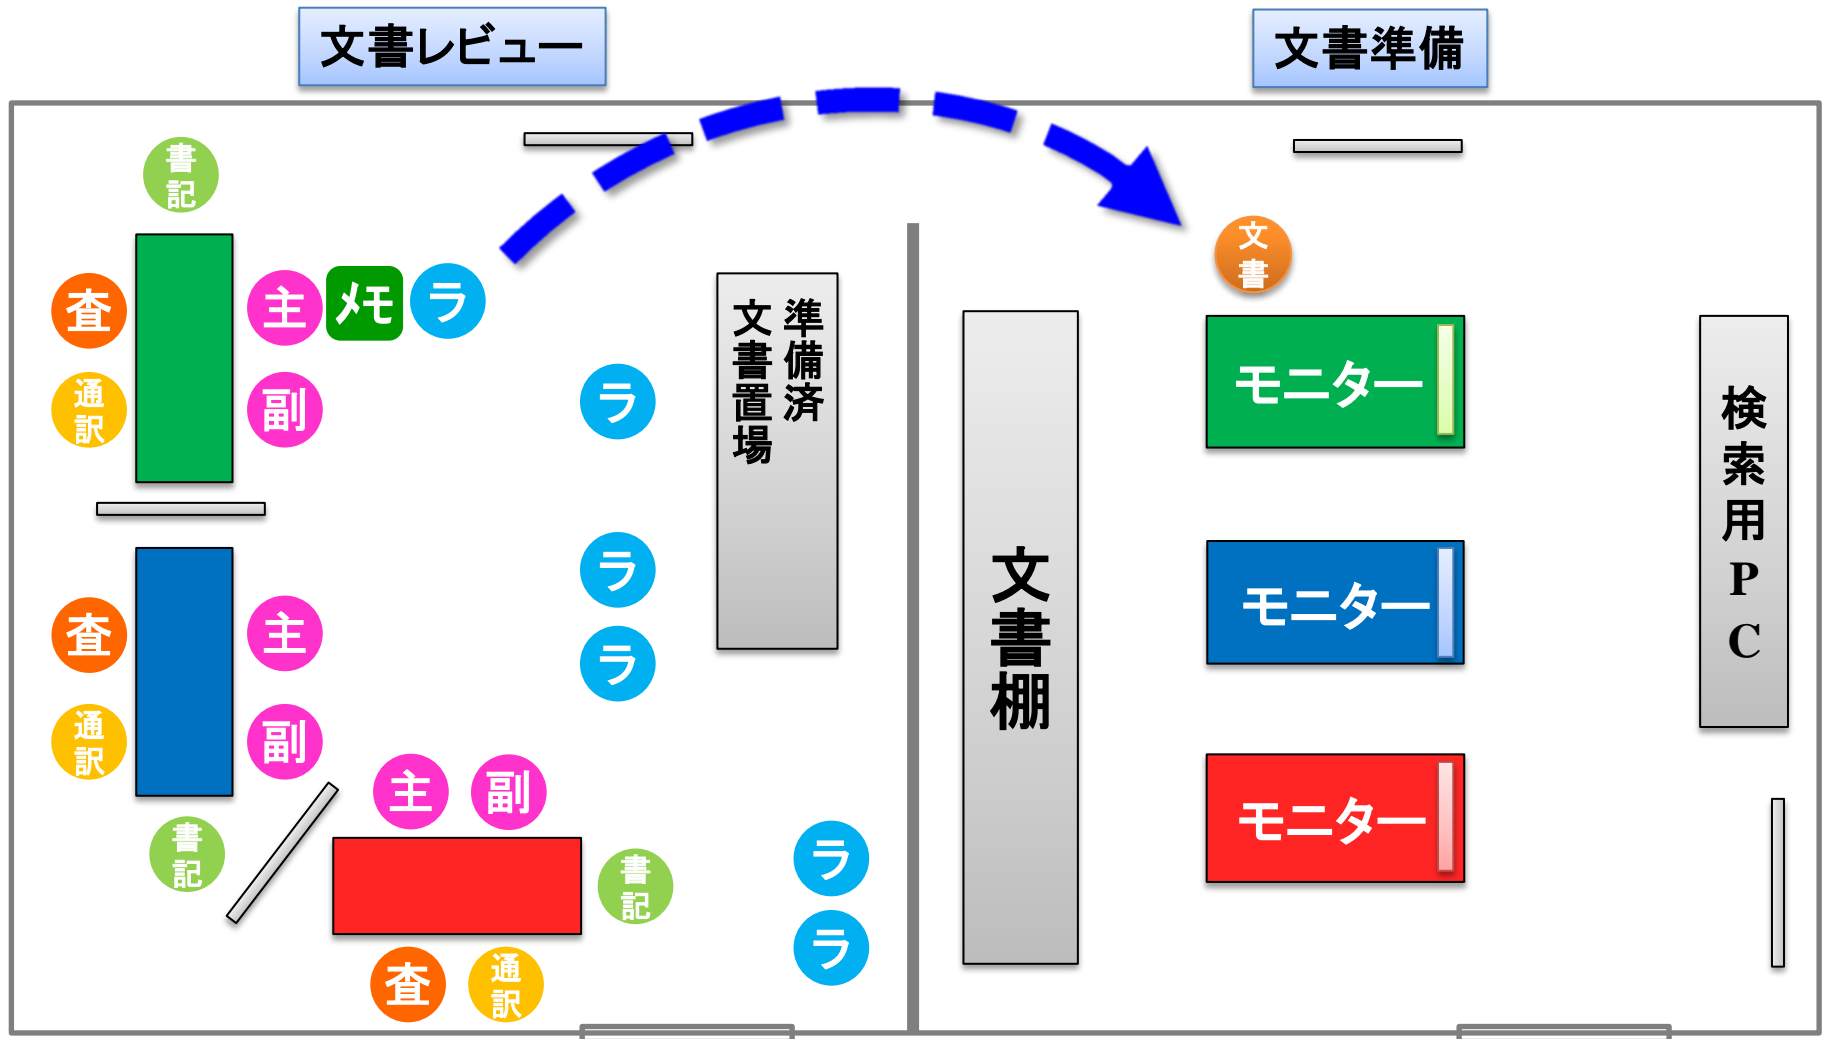 文書レビュー
文書準備
書記
査
主
メモ
ラ
通訳
副
ラ
準備済
文書置場
査
主
ラ
ラ
通訳
副
書記
主
副
書記
査
通訳
ラ
ラ
文書
文書棚
モニター
モニター
モニター
検索用PC